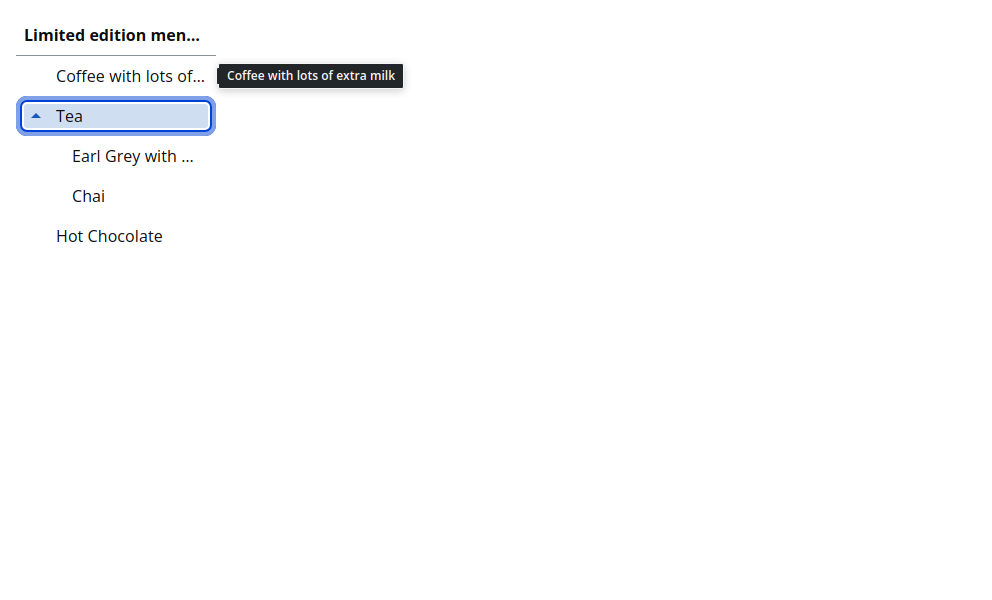 Limited edition men...
Coffee with lots of...
Coffee with lots of extra milk
Tea
Earl Grey with ...
Chai
Hot Chocolate